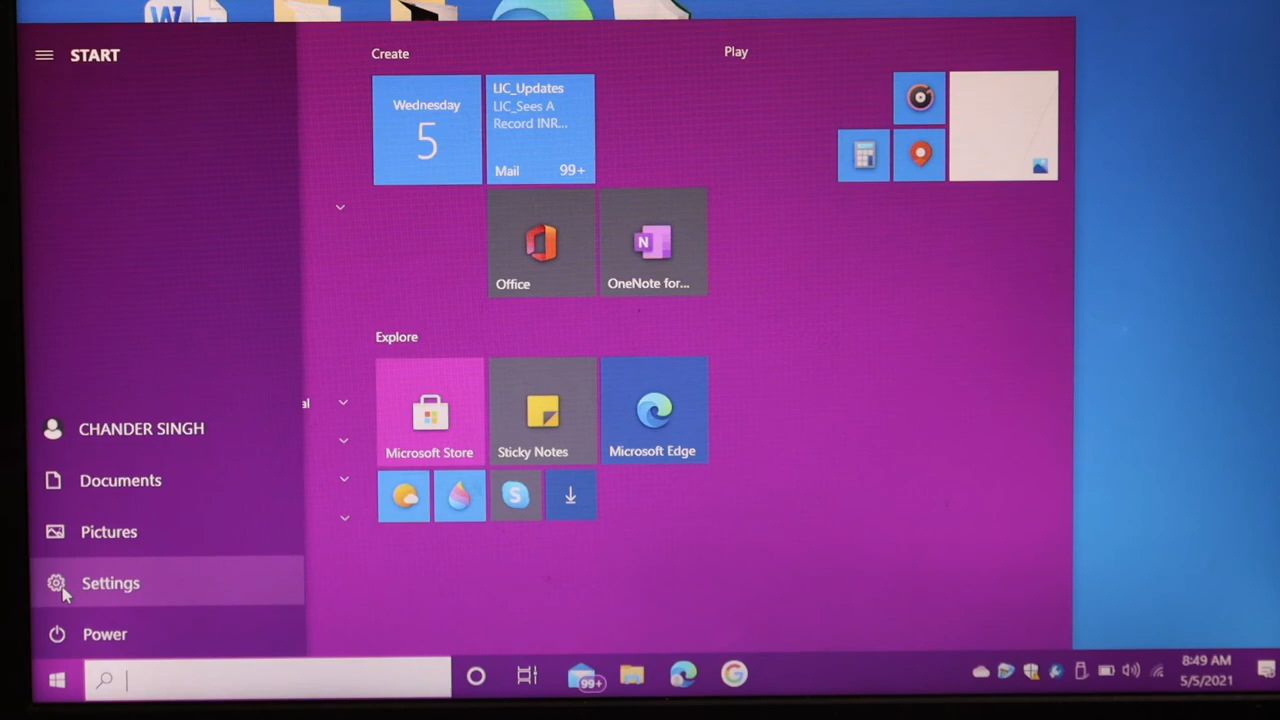 START
Create
Play
Wednesday
5
LIC_Updates
LIC_Sees A
Record INR...
Mail 99+
Office
OneNote for...
Explore
Microsoft Store
Sticky Notes
Microsoft Edge
al
CHANDER SINGH
Documents
Pictures
Settings
Power
99+
8:49 AM
5/5/2021
W
N
S
G